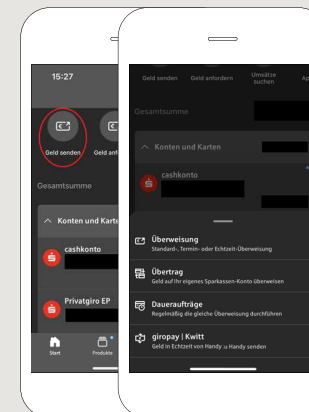 15:27
Geld senden
Geld anf
Gesamtsumme
Konten und Karte
cashkonto
Privatgiro EP
Start
Produkte
Geld senden
Geld anfordern
Umsätze
suchen
Ap
Gesamtsumme
Konten und Karten
cashkonto
Überweisung
Standard-, Termin- oder Echtzeit-Überweisung
Übertrag
Geld auf Ihr eigenes Sparkassen-Konto überweisen
Daueraufträge
Regelmäßig die gleiche Überweisung durchführen
giropay | Kwitt
Geld in Echtzeit von Handy zu Handy senden